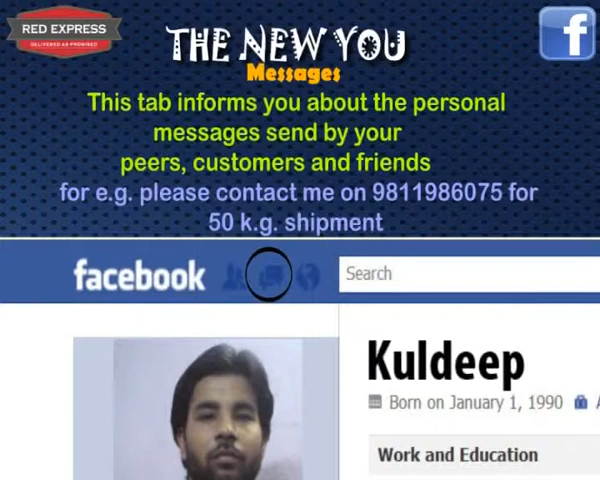 RED EXPRESS
DELIVERED AS PROMISED
THE NEW YOU
Messages
This tab informs you about the personal
messages send by your
peers, customers and friends
for e.g. please contact me on 9811986075 for
50 k.g. shipment
f
facebook
Search
Kuldeep
Born on January 1, 1990
Work and Education